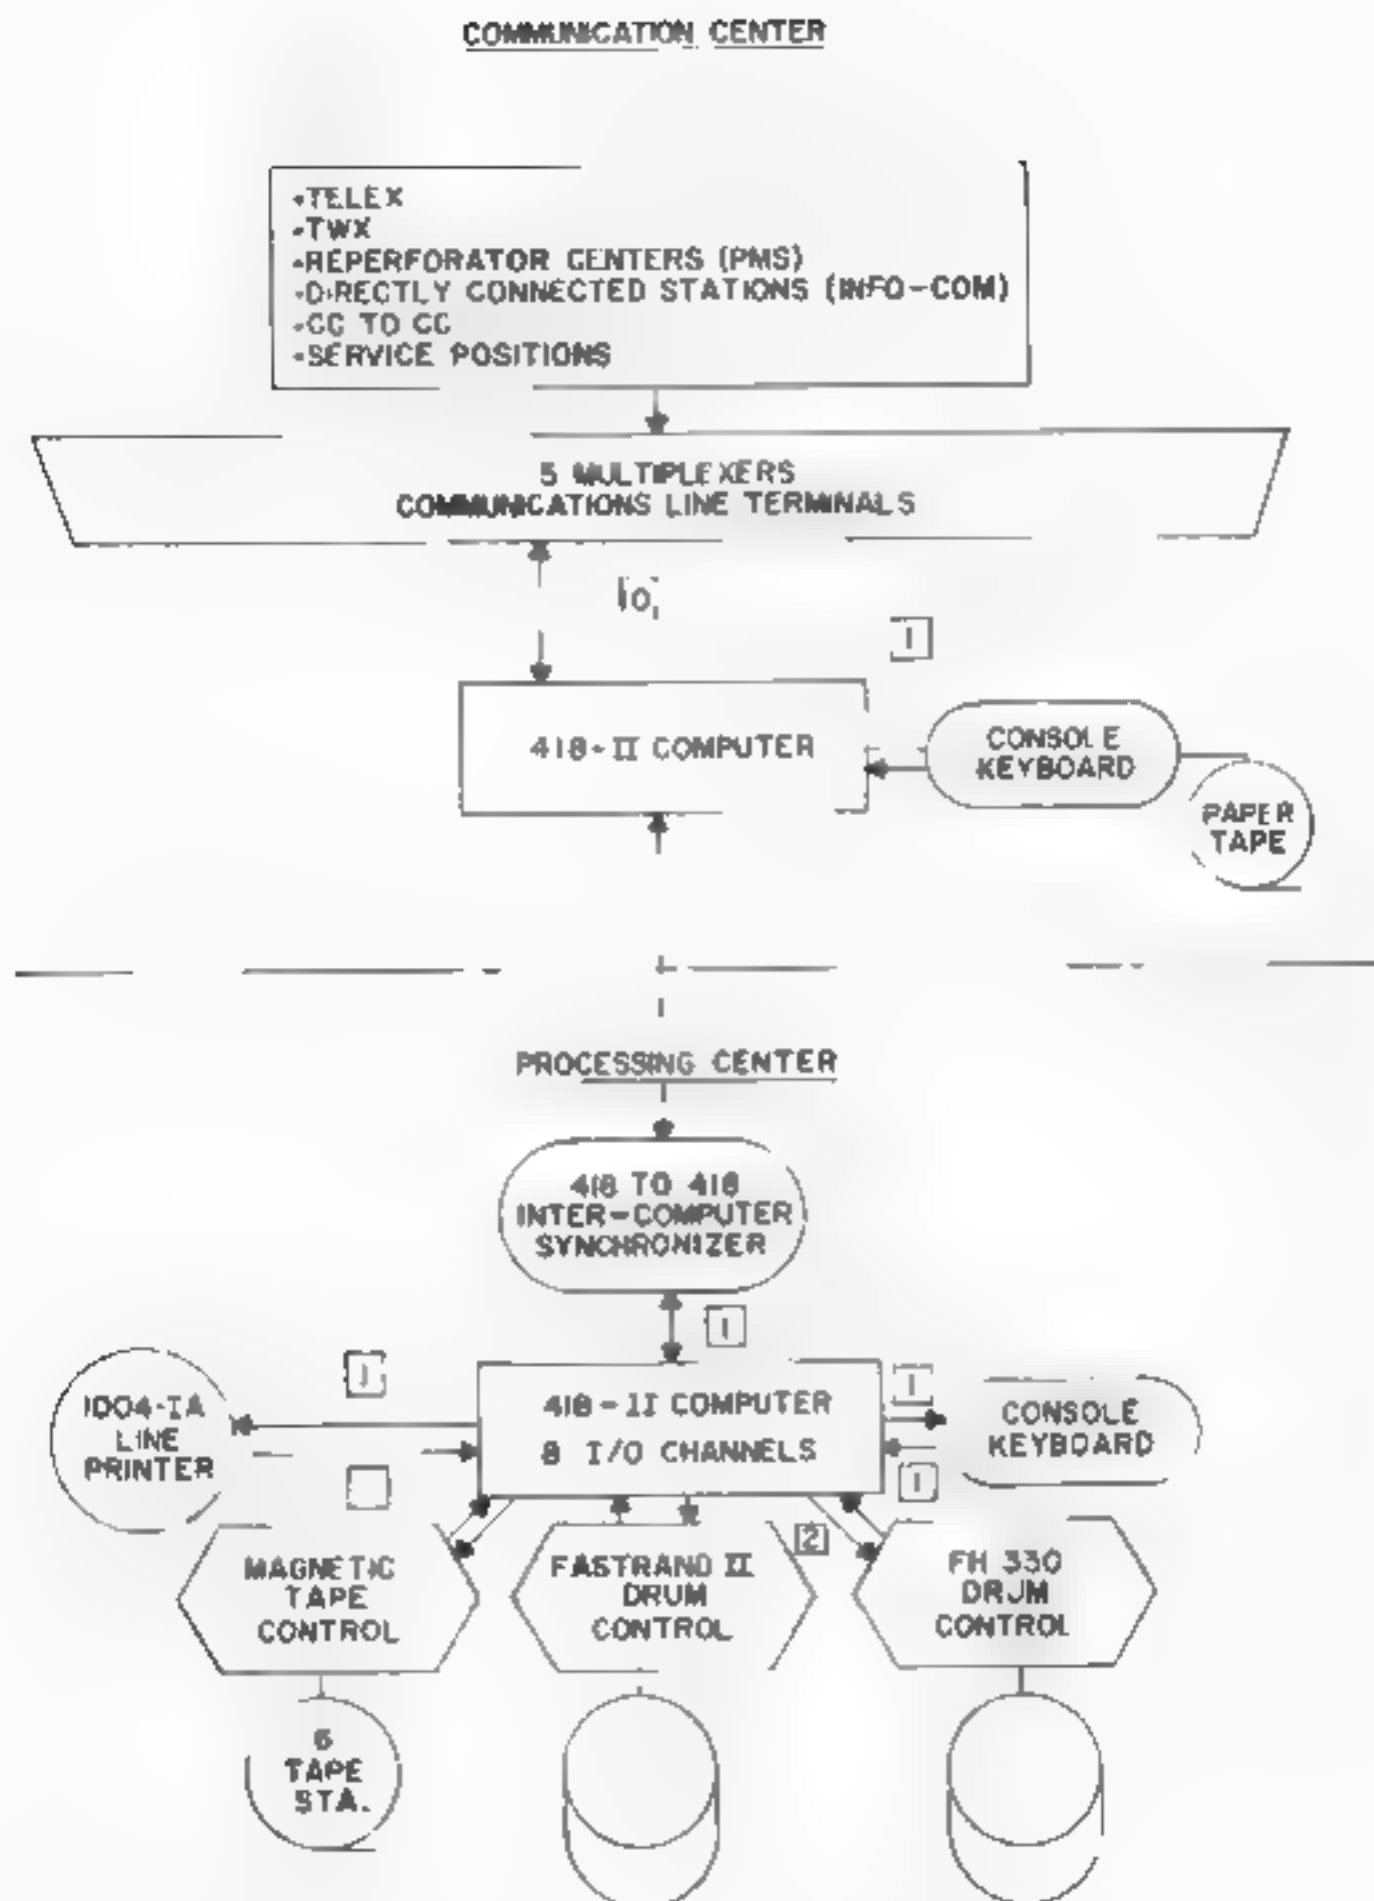 COMMUNICATION CENTER
•TELEX
•TWX
•REPERFORATOR CENTERS (PMS)
•DIRECTLY CONNECTED STATIONS (INFO-COM)
•CC TO CC
•SERVICE POSITIONS
5 MULTIPLEXERS
COMMUNICATIONS LINE TERMINALS
10
1
418-II COMPUTER
CONSOLE
KEYBOARD
PAPER
TAPE
PROCESSING CENTER
418 TO 418
INTER-COMPUTER
SYNCHRONIZER
1
1
1
1004-IA
LINE
PRINTER
418-II COMPUTER
8 I/O CHANNELS
CONSOLE
KEYBOARD
1
2
MAGNETIC
TAPE
CONTROL
FASTRAND II
DRUM
CONTROL
FH 330
DRUM
CONTROL
6
TAPE
STA.